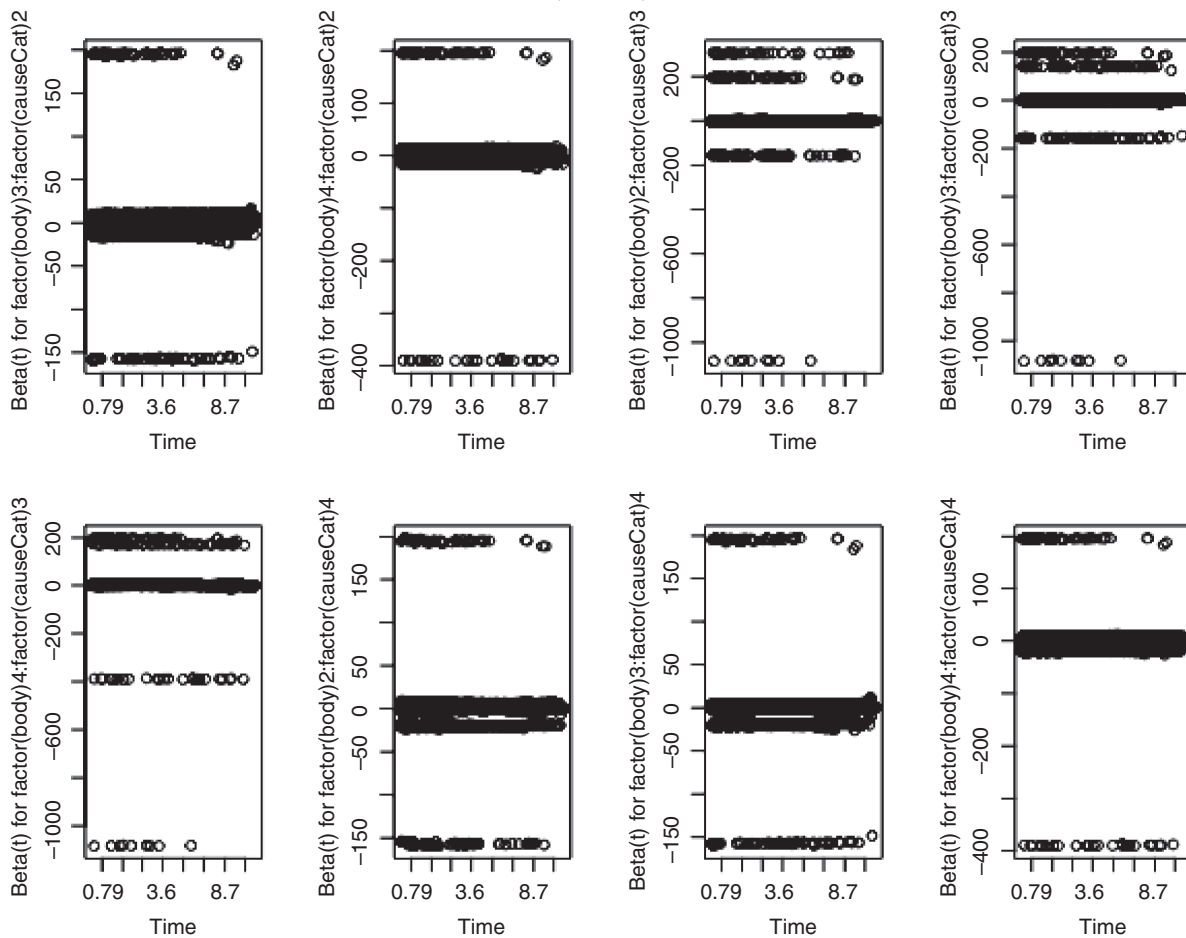 Beta(t) for factor(body)3:factor(causeCat)2
150
50
0
−50
−150
0.79 3.6 8.7
Time
Beta(t) for factor(body)4:factor(causeCat)2
100
0
−200
−400
0.79 3.6 8.7
Time
Beta(t) for factor(body)2:factor(causeCat)3
200
−200
−600
−1000
0.79 3.6 8.7
Time
Beta(t) for factor(body)3:factor(causeCat)3
200
0
−200
−600
−1000
0.79 3.6 8.7
Time
Beta(t) for factor(body)4:factor(causeCat)3
200
0
−200
−600
−1000
0.79 3.6 8.7
Time
Beta(t) for factor(body)2:factor(causeCat)4
150
50
0
−50
−150
0.79 3.6 8.7
Time
Beta(t) for factor(body)3:factor(causeCat)4
150
50
0
−50
−150
0.79 3.6 8.7
Time
Beta(t) for factor(body)4:factor(causeCat)4
100
0
−200
−400
0.79 3.6 8.7
Time